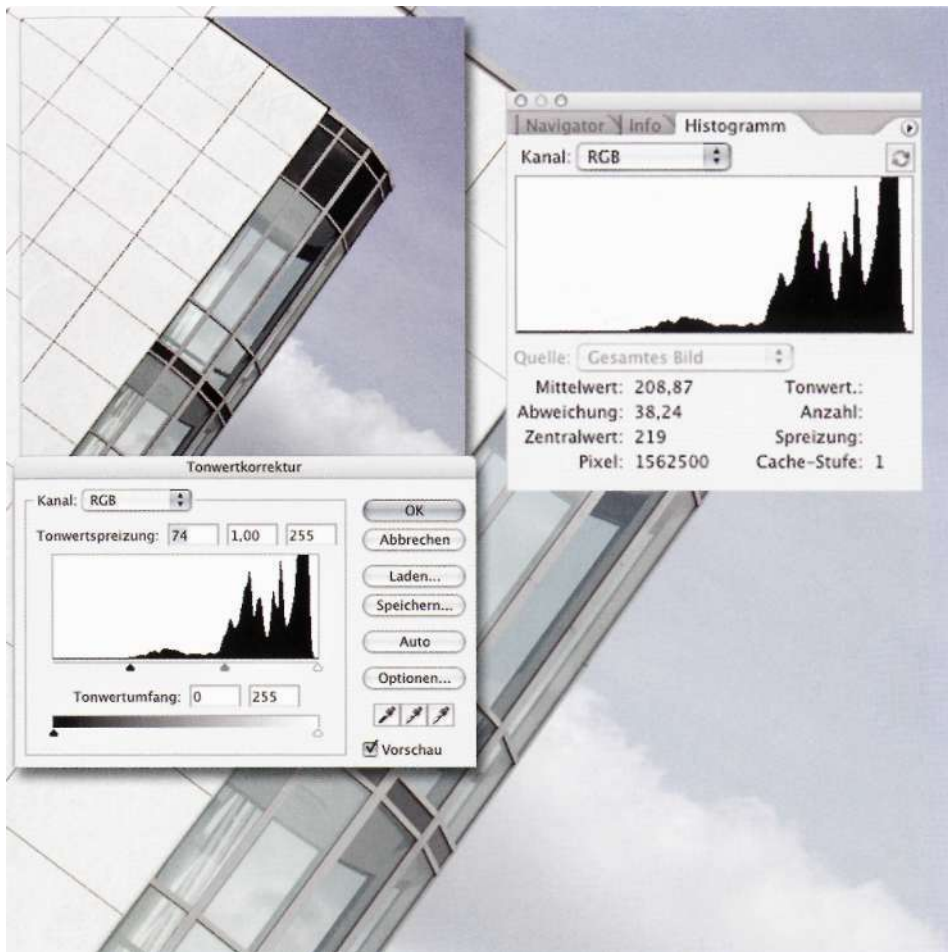 Navigator Info Histogramm
Kanal: RGB
Quelle: Gesamtes Bild
Mittelwert: 208,87 Tonwert.:
Abweichung: 38,24 Anzahl:
Zentralwert: 219 Spreizung:
Pixel: 1562500 Cache-Stufe: 1
Tonwertkorrektur
Kanal: RGB
Tonwertspreizung: 74 1,00 255
Tonwertumfang: 0 255
OK
Abbrechen
Laden...
Speichern...
Auto
Optionen...
Vorschau